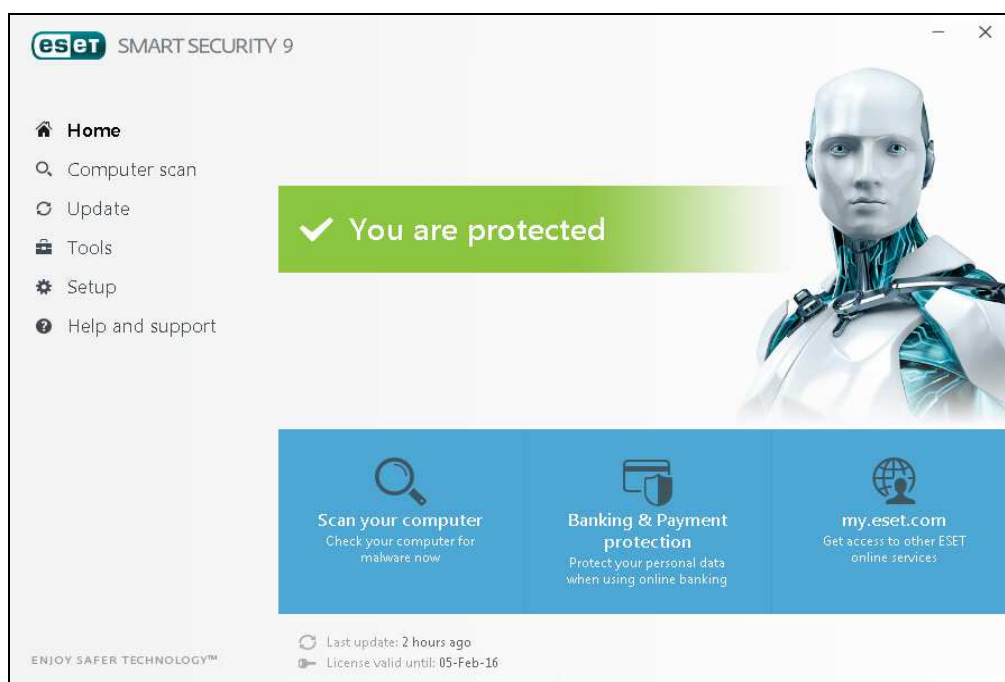 eset SMART SECURITY 9
Home
Computer scan
Update
Tools
Setup
Help and support
You are protected
Scan your computer
Check your computer for
malware now
Banking & Payment
protection
Protect your personal data
when using online banking
my.eset.com
Get access to other ESET
online services
Last update: 2 hours ago
License valid until: 05-Feb-16
ENJOY SAFER TECHNOLOGY™